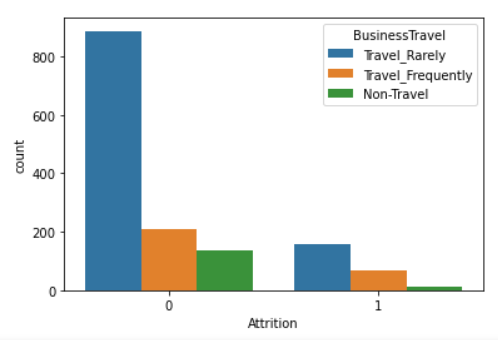 BusinessTravel
Travel_Rarely
Travel_Frequently
Non-Travel
800
600
400
200
0
count
0 1
Attrition